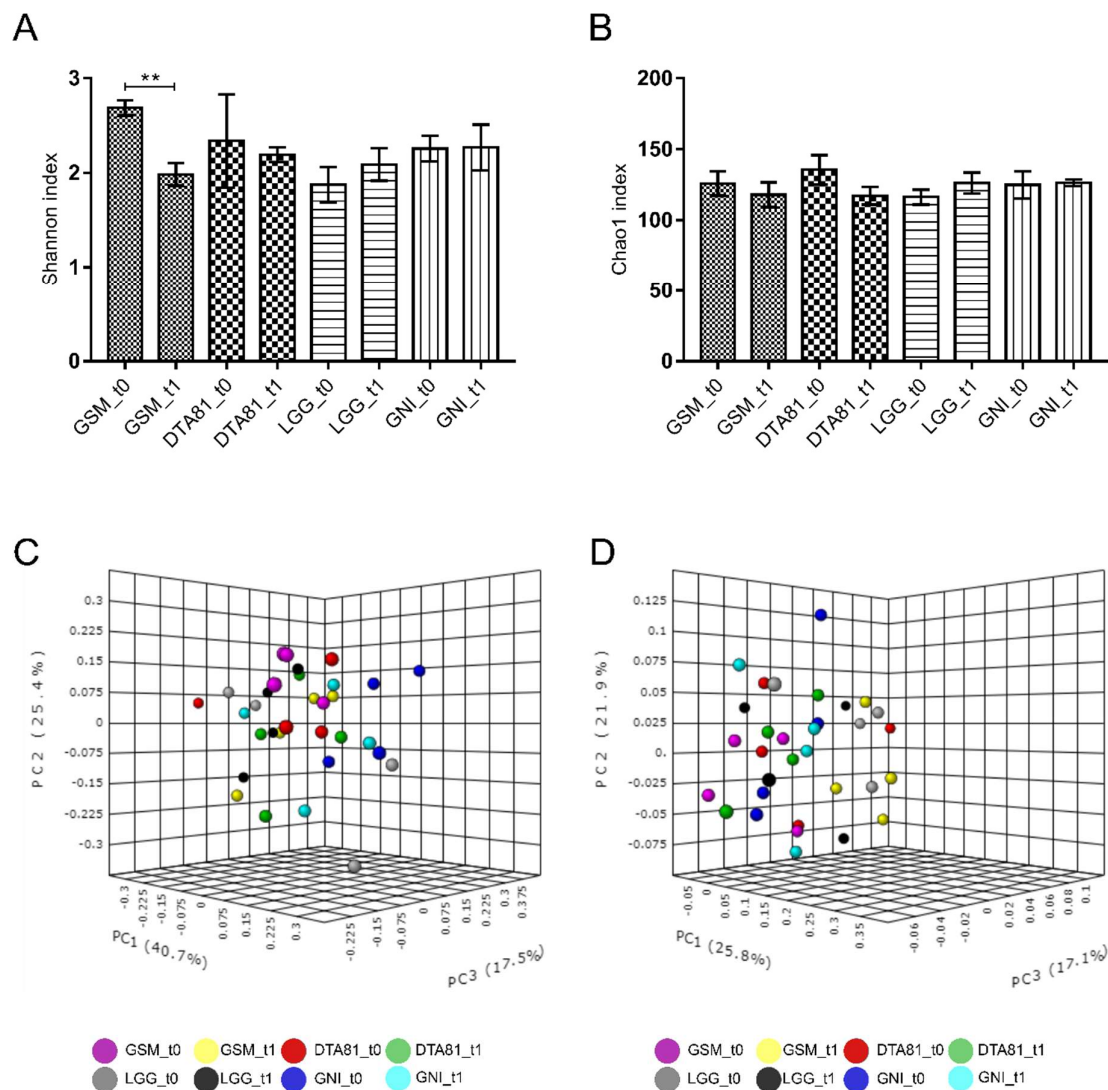 A
B
**
3
2
1
0
Shannon index
GSM_t0
GSM_t1
DTA81_t0
DTA81_t1
LGG_t0
LGG_t1
GNI_t0
GNI_t1
200
150
100
50
0
Chao1 index
GSM_t0
GSM_t1
DTA81_t0
DTA81_t1
LGG_t0
LGG_t1
GNI_t0
GNI_t1
C
D
0.3
0.225
0.15
0.075
0
-0.075
-0.15
-0.225
-0.3
PC2 (25.4%)
-0.3
-0.225
-0.15
-0.075
0
0.075
0.15
0.225
0.3
PC1 (40.7%)
-0.225
-0.15
-0.075
0
0.075
0.15
0.225
0.3
0.375
PC3 (17.5%)
0.125
0.1
0.075
0.05
0.025
0.
-0.025
-0.05
-0.075
PC2 (21.9%)
-0.05
0
0.05
0.1
0.15
0.2
0.25
0.3
0.35
PC1 (25.8%)
-0.06
-0.04
-0.02
0
0.02
0.04
0.06
0.08
0.1
PC3 (17.1%)
GSM_t0 GSM_t1 DTA81_t0 DTA81_t1
LGG_t0 LGG_t1 GNI_t0 GNI_t1
GSM_t0 GSM_t1 DTA81_t0 DTA81_t1
LGG_t0 LGG_t1 GNI_t0 GNI_t1